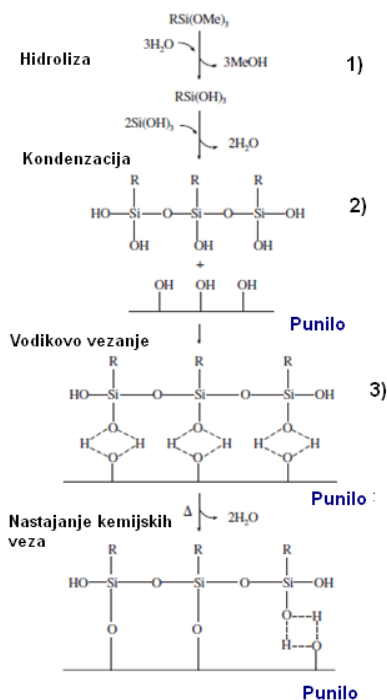 RSi(OMe)₃
3H₂O
3MeOH
Hidroliza
1)
RSi(OH)₃
2Si(OH)₃
2H₂O
Kondenzacija
R R R
HO—Si—O—Si—O—Si—OH
2)
OH OH OH
+
OH OH OH
Punilo
Vodikovo vezanje
R R R
HO—Si—O—Si—O—Si—OH
3)
O O O
H H H H H H
O O O
Punilo :
Δ 2H₂O
Nastajanje kemijskih
veza
R R R
HO—Si—O—Si—O—Si—OH
O---H
O O
H---O
Punilo